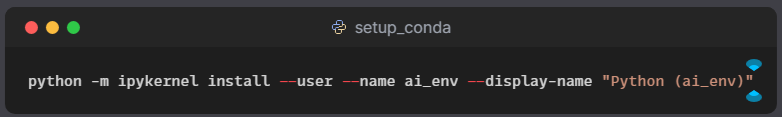 setup_conda
python -m ipykernel install --user --name ai_env --display-name "Python (ai_env)"